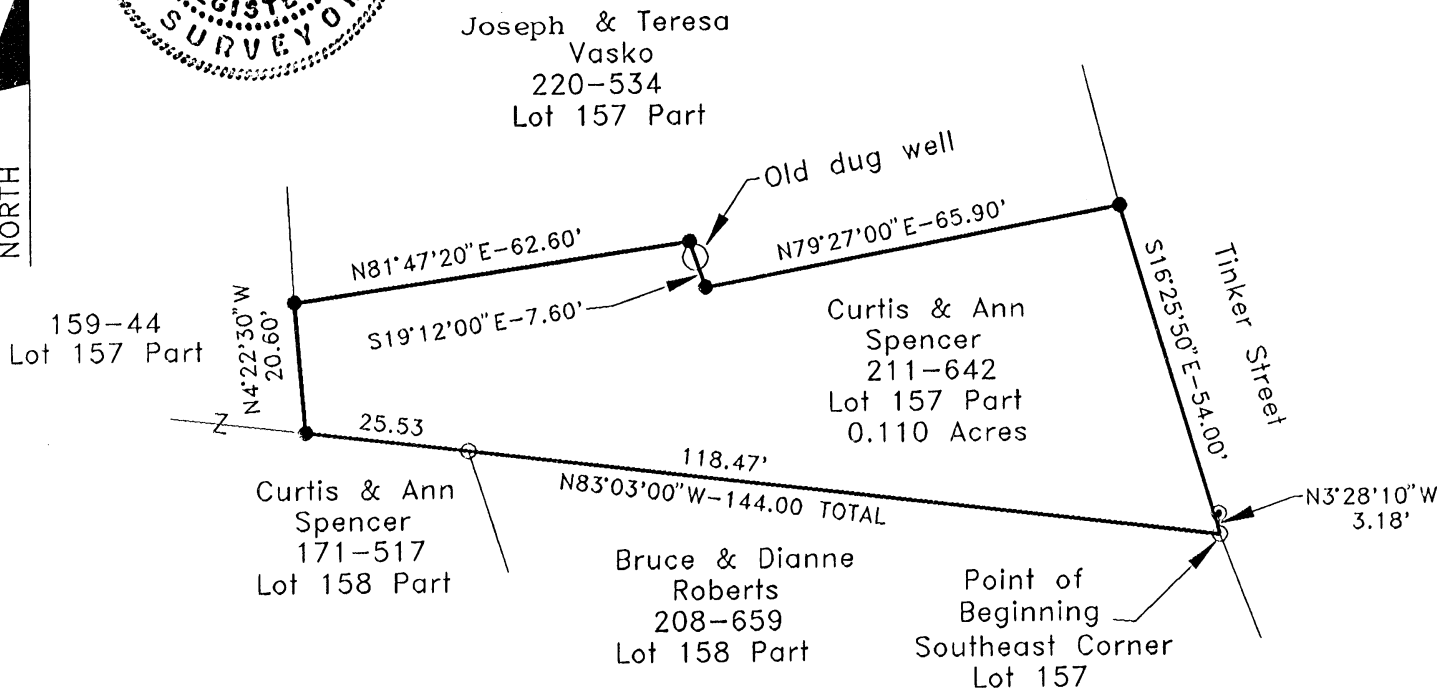 SURVEYOR
Joseph & Teresa
Vasko
220-534
Lot 157 Part
NORTH
Old dug well
N81°47'20"E-62.60'
N79°27'00"E-65.90'
S19°12'00"E-7.60'
S16°25'50"E-54.00'
Tinker Street
159-44
Lot 157 Part
N4°22'30"W
20.60'
Curtis & Ann
Spencer
211-642
Lot 157 Part
0.110 Acres
Z
25.53
118.47'
N83°03'00"W-144.00 TOTAL
N3°28'10"W
3.18'
Curtis & Ann
Spencer
171-517
Lot 158 Part
Bruce & Dianne
Roberts
208-659
Lot 158 Part
Point of
Beginning
Southeast Corner
Lot 157